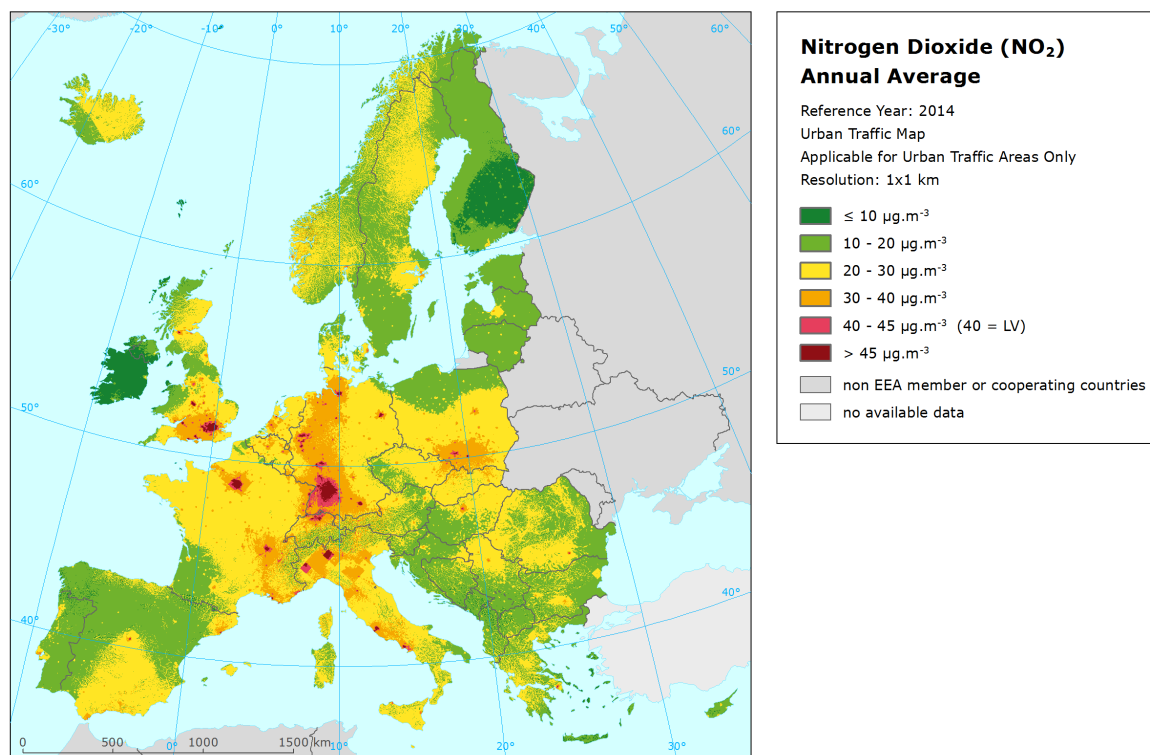 -30° -20° -10° 0° 10° 20° 30° 40° 50° 60°
60°
60°
50°
50°
40°
40°
0 500 1000 1500 km
0° 10° 20° 30°
Nitrogen Dioxide (NO₂)
Annual Average
Reference Year: 2014
Urban Traffic Map
Applicable for Urban Traffic Areas Only
Resolution: 1x1 km
≤ 10 µg.m⁻³
10 - 20 µg.m⁻³
20 - 30 µg.m⁻³
30 - 40 µg.m⁻³
40 - 45 µg.m⁻³ (40 = LV)
> 45 µg.m⁻³
non EEA member or cooperating countries
no available data